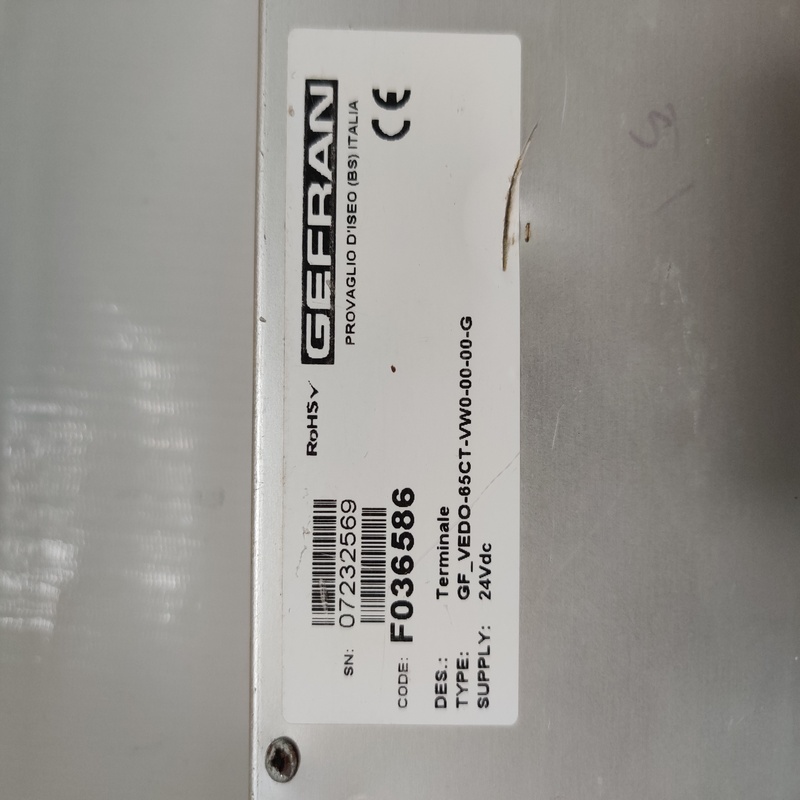 RoHS✓ GEFRAN
PROVAGLIO D'ISEO (BS) ITALIA
CE
SN: 07232569
CODE: F036586
DES.: Terminale
TYPE: GF_VEDO-65CT-VW0-00-00-G
SUPPLY: 24Vdc